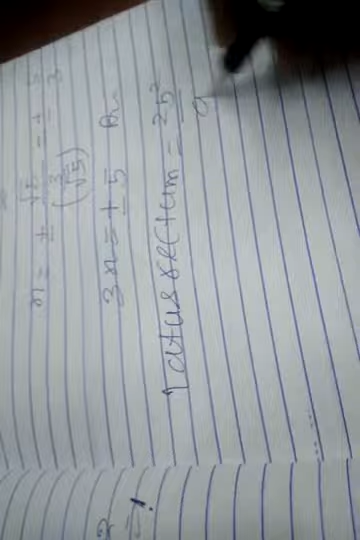 x = ± √5 / (3/√5) = ± 5/3
3x = ± 5 Ans
Latus rectum = 2b² / a